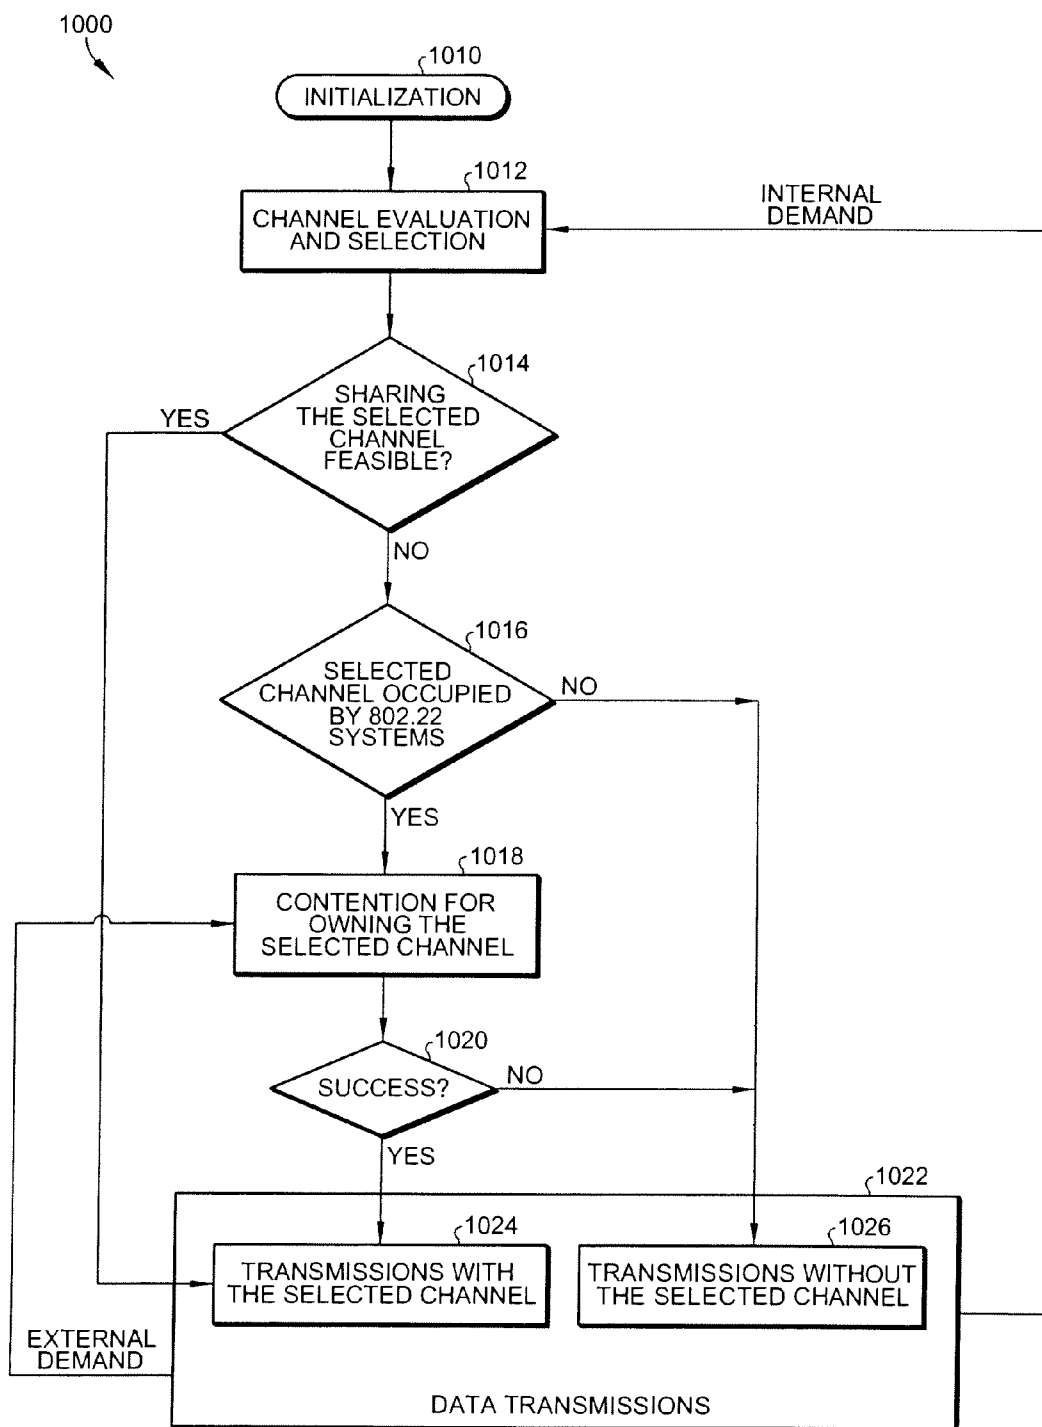 1000
1010
INITIALIZATION
1012
CHANNEL EVALUATION
AND SELECTION
INTERNAL
DEMAND
1014
SHARING
THE SELECTED
CHANNEL
FEASIBLE?
YES
NO
1016
SELECTED
CHANNEL OCCUPIED
BY 802.22
SYSTEMS
NO
YES
1018
CONTENTION FOR
OWNING THE
SELECTED CHANNEL
1020
SUCCESS?
NO
YES
1022
1024
TRANSMISSIONS WITH
THE SELECTED CHANNEL
1026
TRANSMISSIONS WITHOUT
THE SELECTED CHANNEL
EXTERNAL
DEMAND
DATA TRANSMISSIONS